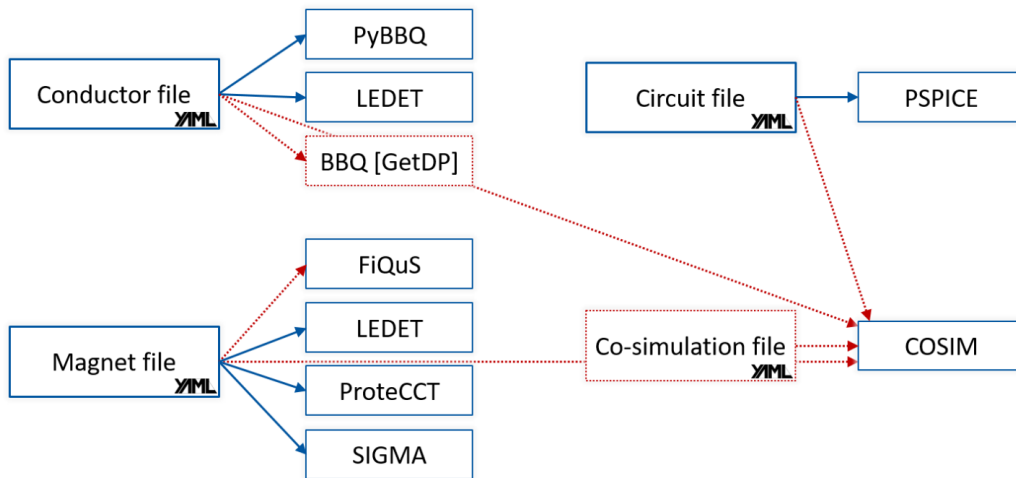 PyBBQ
Conductor file
YAML
LEDET
BBQ [GetDP]
Circuit file
YAML
PSPICE
FiQuS
LEDET
Magnet file
YAML
ProteCCT
SIGMA
Co-simulation file
YAML
COSIM